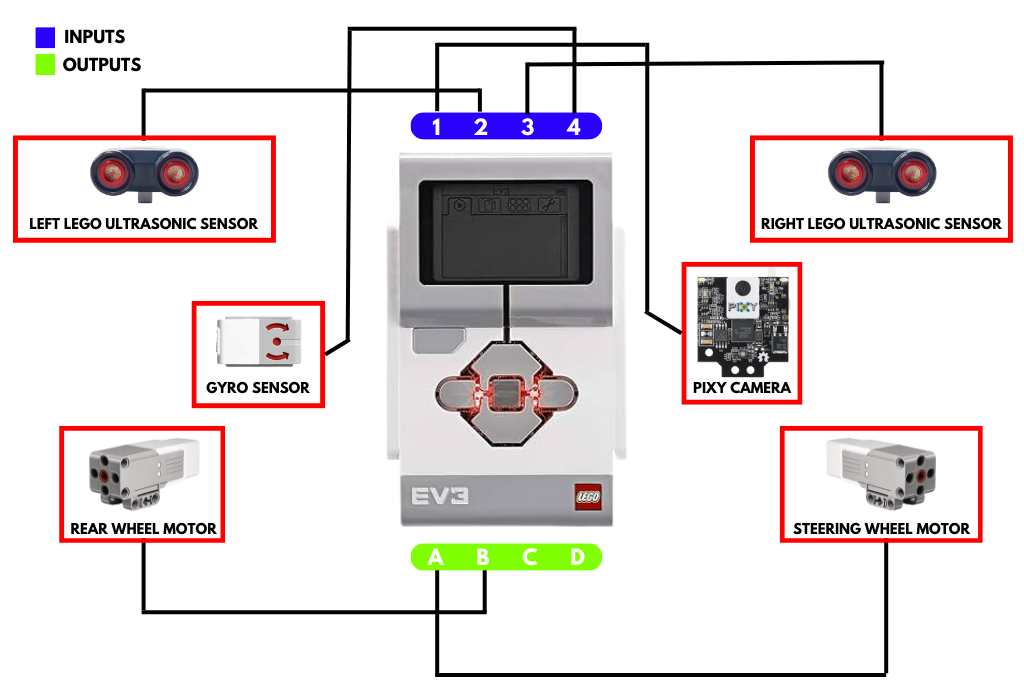 INPUTS
OUTPUTS
1 2 3 4
LEFT LEGO ULTRASONIC SENSOR
RIGHT LEGO ULTRASONIC SENSOR
EV3
PIXY
GYRO SENSOR
PIXY CAMERA
EV3
LEGO
REAR WHEEL MOTOR
STEERING WHEEL MOTOR
A B C D